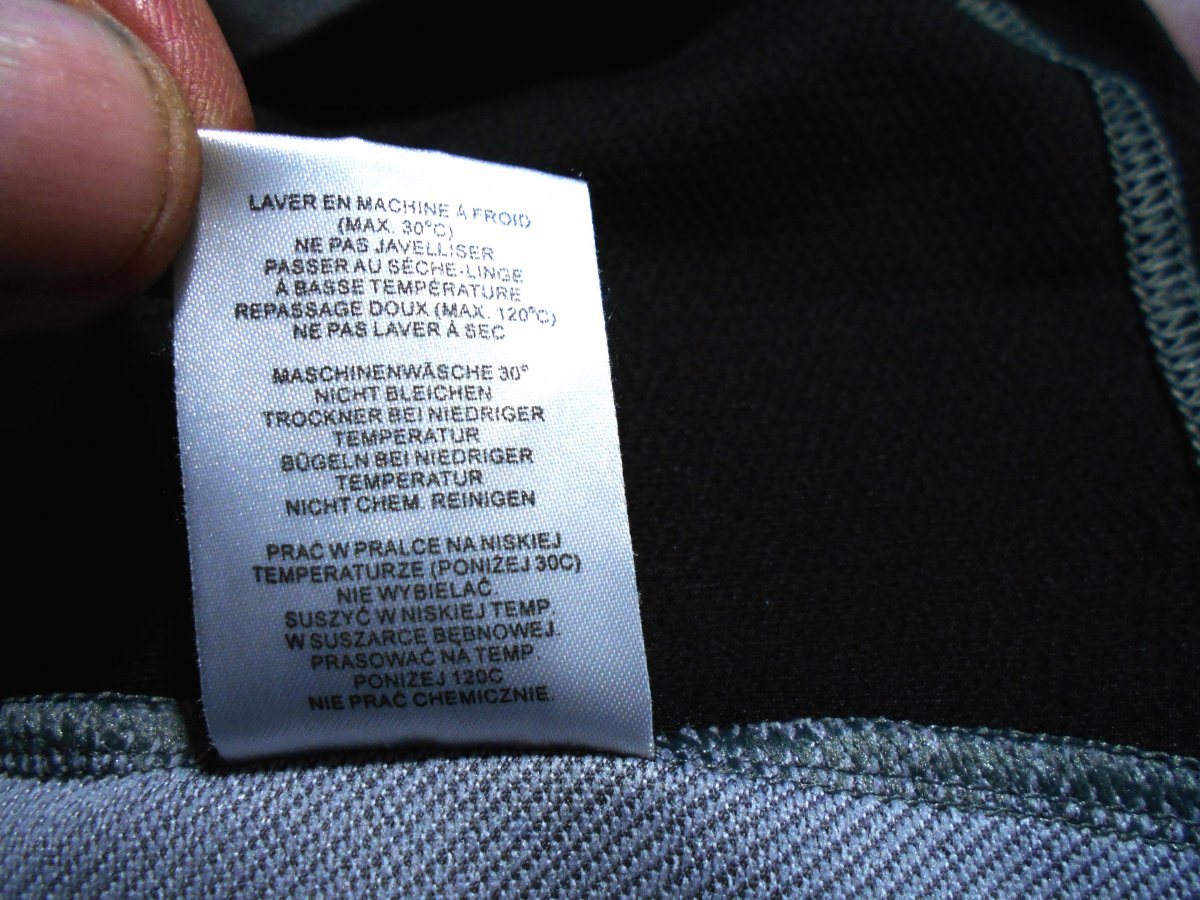 LAVER EN MACHINE À FROID
(MAX. 30°C)
NE PAS JAVELLISER
PASSER AU SÈCHE-LINGE
À BASSE TEMPÉRATURE
REPASSAGE DOUX (MAX. 120°C)
NE PAS LAVER À SEC
MASCHINENWÄSCHE 30°
NICHT BLEICHEN
TROCKNER BEI NIEDRIGER
TEMPERATUR
BÜGELN BEI NIEDRIGER
TEMPERATUR
NICHT CHEM. REINIGEN
PRAĆ W PRALCE NA NISKIEJ
TEMPERATURZE (PONIŻEJ 30C)
NIE WYBIELAĆ.
SUSZYĆ W NISKIEJ TEMP.
W SUSZARCE BĘBNOWEJ.
PRASOWAĆ NA TEMP.
PONIŻEJ 120C
NIE PRAĆ CHEMICZNIE.